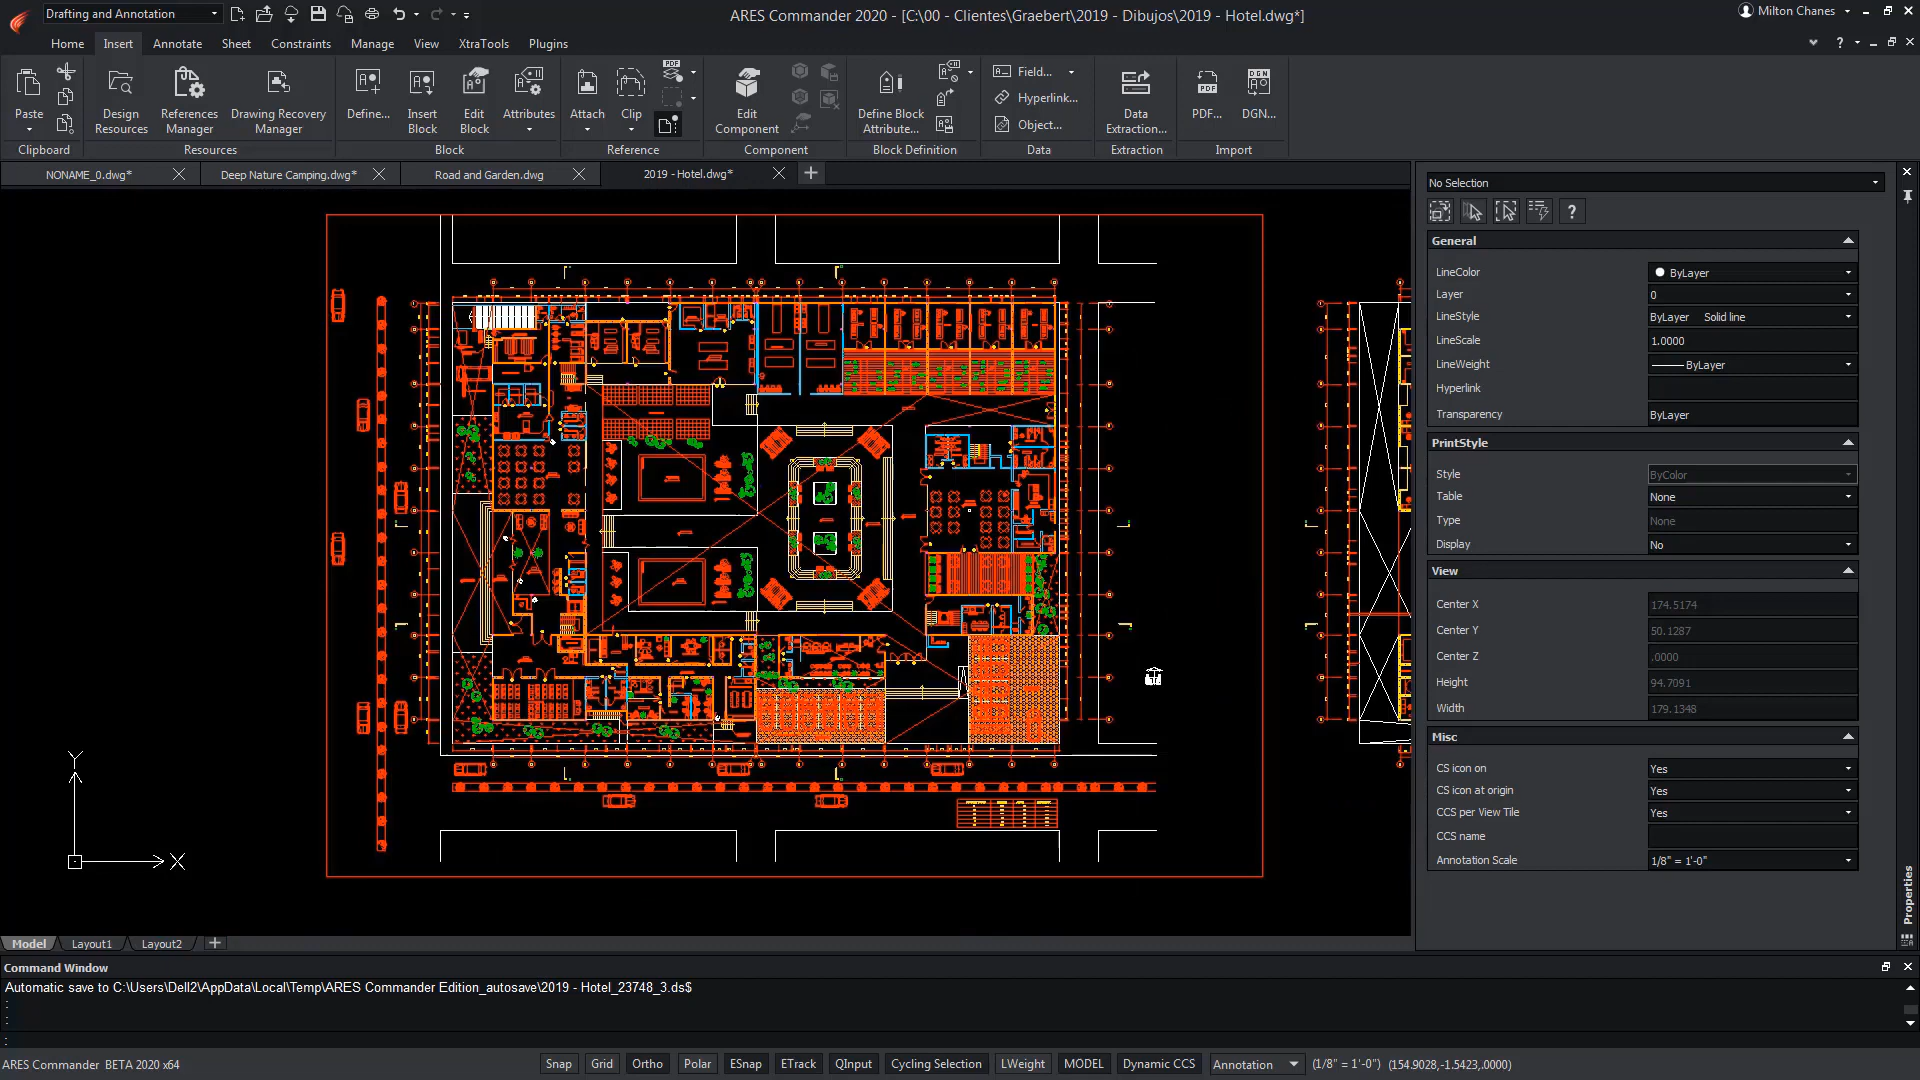 Drafting and Annotation
ARES Commander 2020 - [C:\00 - Clientes\Graebert\2019 - Dibujos\2019 - Hotel.dwg*]
Milton Chanes
Home Insert Annotate Sheet Constraints Manage View XtraTools Plugins
Paste
Clipboard
Design Resources
References Manager
Drawing Recovery Manager
Resources
Define...
Insert Block
Edit Block
Attributes
Block
Attach
Clip
PDF
Reference
Edit Component
Component
Define Block Attribute...
Block Definition
Field...
Hyperlink...
Object...
Data
Data Extraction...
Extraction
PDF
PDF...
DGN
DGN...
Import
NONAME_0.dwg*
Deep Nature Camping.dwg*
Road and Garden.dwg
2019 - Hotel.dwg*
No Selection
General
LineColor ByLayer
Layer 0
LineStyle ByLayer Solid line
LineScale 1.0000
LineWeight ByLayer
Hyperlink
Transparency ByLayer
PrintStyle
Style ByColor
Table None
Type None
Display No
View
Center X 174.5174
Center Y 50.1287
Center Z .0000
Height 94.7091
Width 179.1348
Misc
CS icon on Yes
CS icon at origin Yes
CCS per View Tile Yes
CCS name
Annotation Scale 1/8" = 1'-0"
Properties
Y
X
Model Layout1 Layout2
Command Window
Automatic save to C:\Users\Dell2\AppData\Local\Temp\ARES Commander Edition_autosave\2019 - Hotel_23748_3.ds$
:
:
:
ARES Commander BETA 2020 x64
Snap Grid Ortho Polar ESnap ETrack QInput Cycling Selection LWeight MODEL Dynamic CCS Annotation (1/8" = 1'-0") (154.9028,-1.5423,.0000)